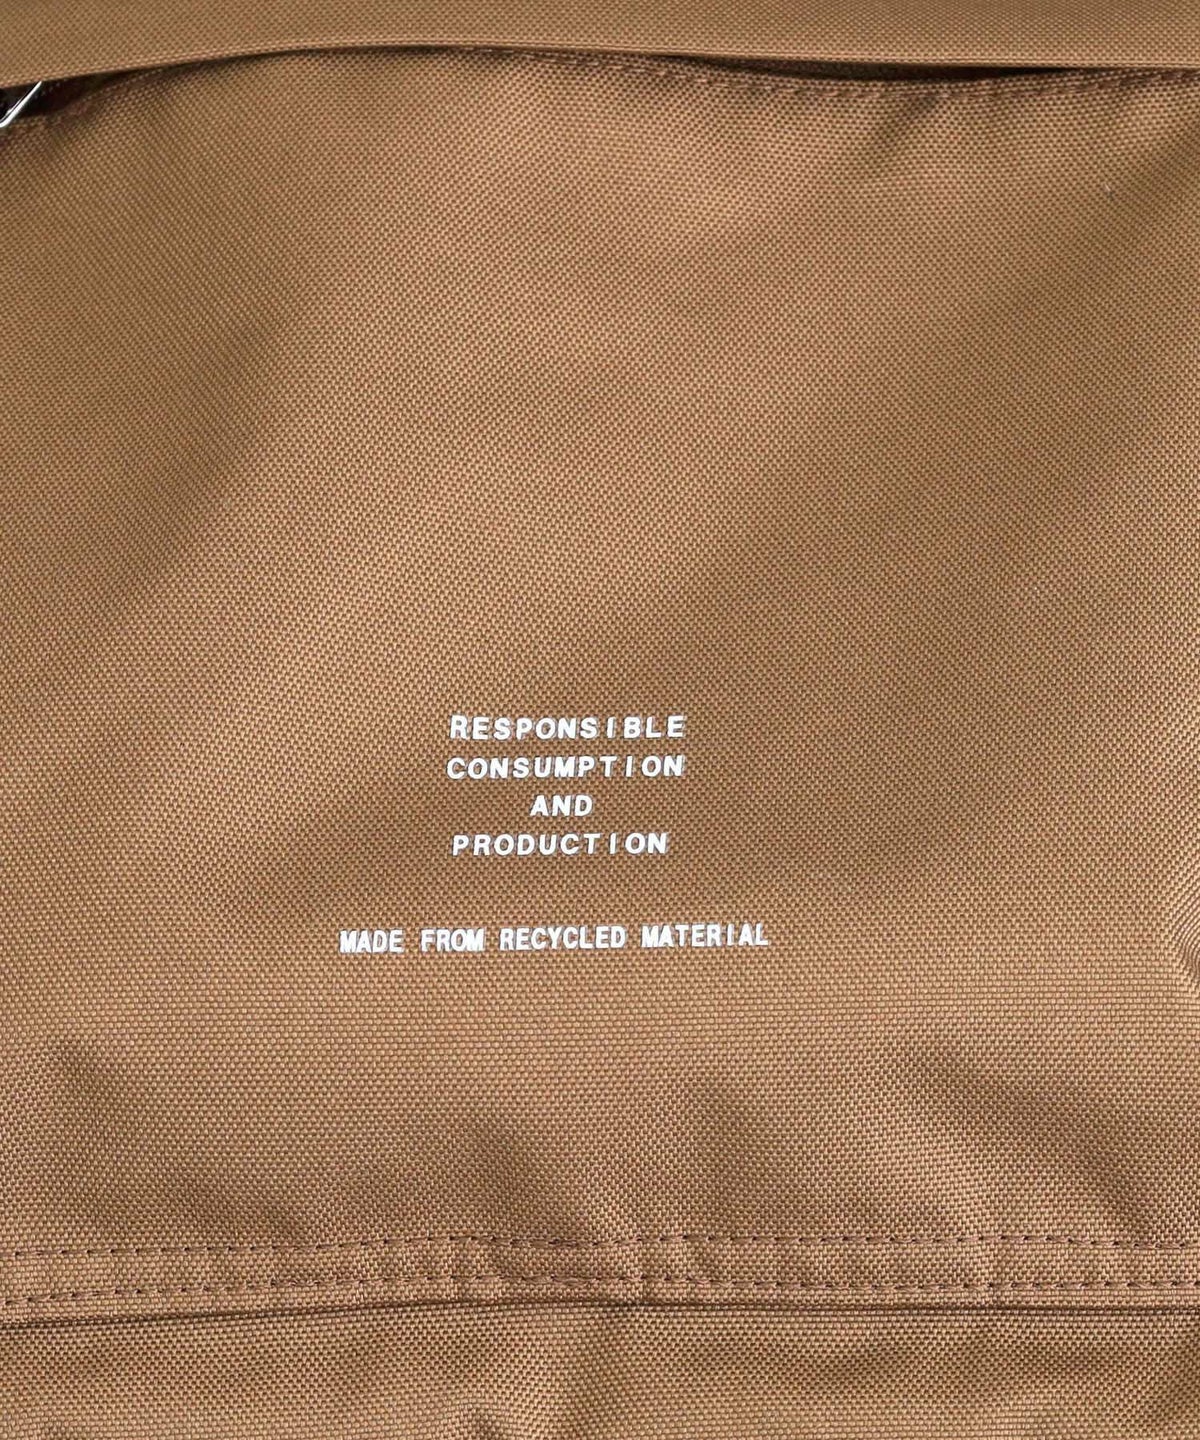 RESPONSIBLE
CONSUMPTION
AND
PRODUCTION
MADE FROM RECYCLED MATERIAL